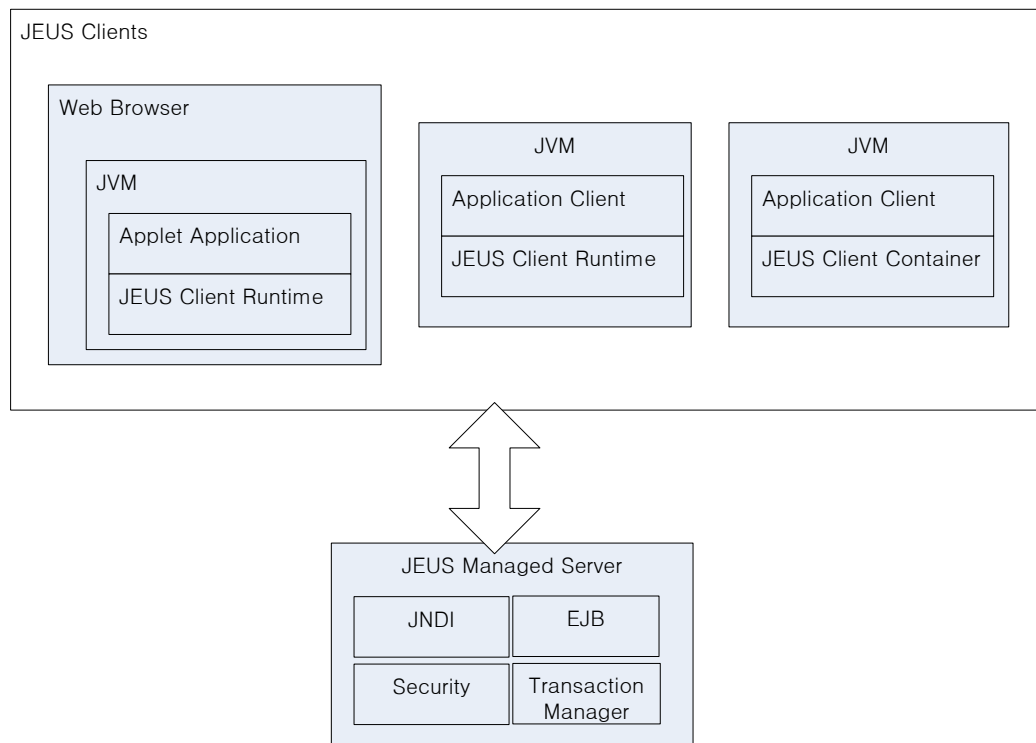 JEUS Clients
Web Browser
JVM
Applet Application
JEUS Client Runtime
JVM
Application Client
JEUS Client Runtime
JVM
Application Client
JEUS Client Container
JEUS Managed Server
JNDI
EJB
Security
Transaction
Manager